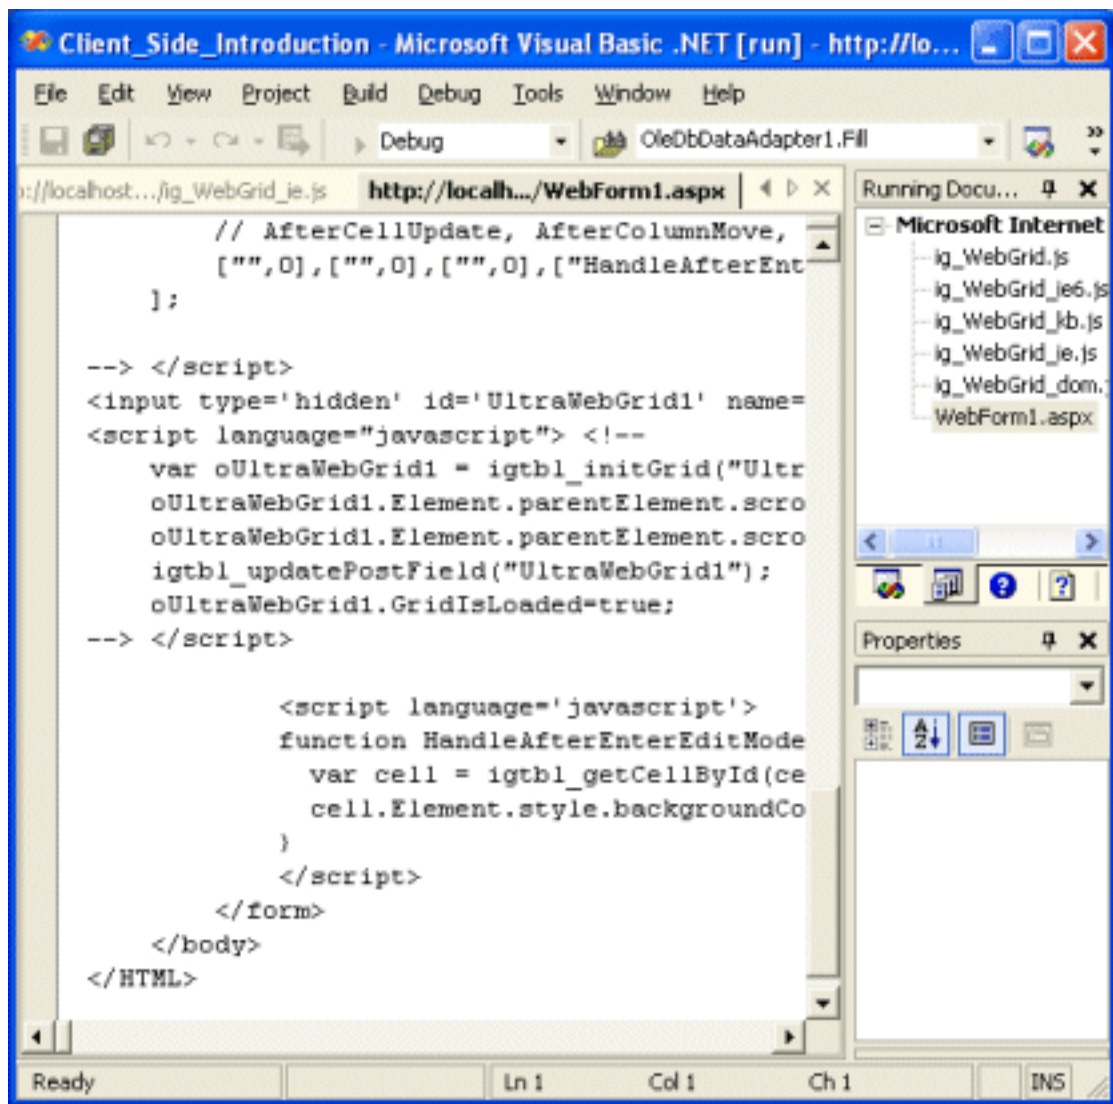 Client_Side_Introduction - Microsoft Visual Basic .NET [run] - http://lo...
File Edit View Project Build Debug Tools Window Help
Debug OleDbDataAdapter1.Fill
://localhost.../ig_WebGrid_ie.js http://localh.../WebForm1.aspx
// AfterCellUpdate, AfterColumnMove,
["",0],["",0],["",0],["HandleAfterEnt
];
--> </script>
<input type='hidden' id='UltraWebGrid1' name=
<script language="javascript"> <!--
var oUltraWebGrid1 = igtbl_initGrid("Ultr
oUltraWebGrid1.Element.parentElement.scro
oUltraWebGrid1.Element.parentElement.scro
igtbl_updatePostField("UltraWebGrid1");
oUltraWebGrid1.GridIsLoaded=true;
--> </script>
<script language='javascript'>
function HandleAfterEnterEditMode
var cell = igtbl_getCellById(ce
cell.Element.style.backgroundCo
}
</script>
</form>
</body>
</HTML>
Running Docu...
Microsoft Internet
ig_WebGrid.js
ig_WebGrid_ie6.js
ig_WebGrid_kb.js
ig_WebGrid_ie.js
ig_WebGrid_dom.
WebForm1.aspx
Properties
Ready Ln 1 Col 1 Ch 1 INS